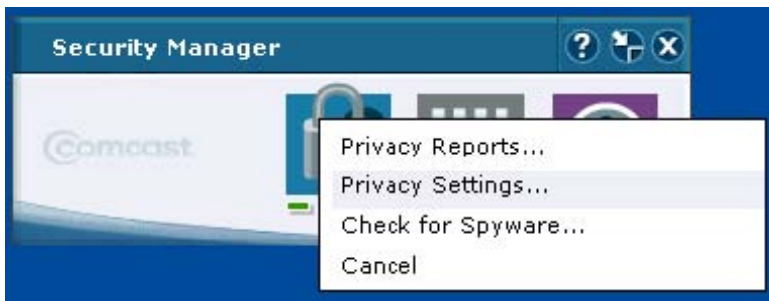 Security Manager
?
Comcast
Privacy Reports...
Privacy Settings...
Check for Spyware...
Cancel